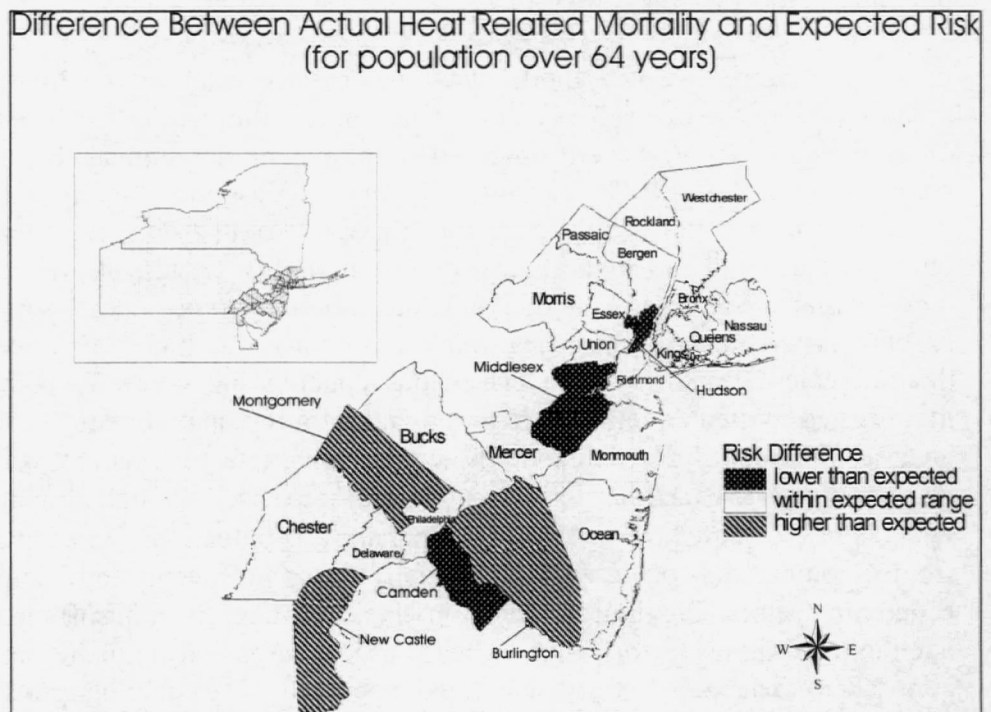 Difference Between Actual Heat Related Mortality and Expected Risk
(for population over 64 years)
Westchester
Rockland
Passaic
Bergen
Morris
Bronx
Essex
Nassau
Queens
Union
Kings
Middlesex
Richmond
Hudson
Montgomery
Bucks
Mercer
Monmouth
Risk Difference
lower than expected
within expected range
higher than expected
Philadelphia
Chester
Ocean
Delaware/
Camden
New Castle
Burlington
N
W E
S